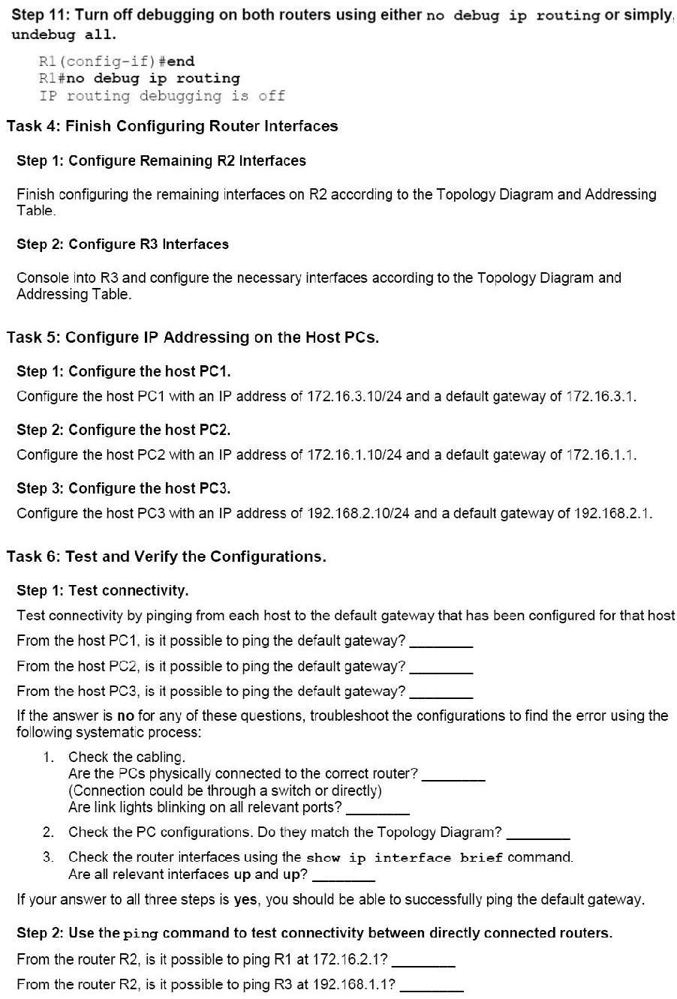 Step 11: Turn off debugging on both routers using either no debug ip routing or simply,
undebug all.
R1(config-if)#end
R1#no debug ip routing
IP routing debugging is off
Task 4: Finish Configuring Router Interfaces
Step 1: Configure Remaining R2 Interfaces
Finish configuring the remaining interfaces on R2 according to the Topology Diagram and Addressing
Table.
Step 2: Configure R3 Interfaces
Console into R3 and configure the necessary interfaces according to the Topology Diagram and
Addressing Table.
Task 5: Configure IP Addressing on the Host PCs.
Step 1: Configure the host PC1.
Configure the host PC1 with an IP address of 172.16.3.10/24 and a default gateway of 172.16.3.1.
Step 2: Configure the host PC2.
Configure the host PC2 with an IP address of 172.16.1.10/24 and a default gateway of 172.16.1.1.
Step 3: Configure the host PC3.
Configure the host PC3 with an IP address of 192.168.2.10/24 and a default gateway of 192.168.2.1.
Task 6: Test and Verify the Configurations.
Step 1: Test connectivity.
Test connectivity by pinging from each host to the default gateway that has been configured for that host
From the host PC1, is it possible to ping the default gateway? ________
From the host PC2, is it possible to ping the default gateway? ________
From the host PC3, is it possible to ping the default gateway? ________
If the answer is no for any of these questions, troubleshoot the configurations to find the error using the
following systematic process:
1. Check the cabling.
Are the PCs physically connected to the correct router? ________
(Connection could be through a switch or directly)
Are link lights blinking on all relevant ports? ________
2. Check the PC configurations. Do they match the Topology Diagram? ________
3. Check the router interfaces using the show ip interface brief command.
Are all relevant interfaces up and up? ________
If your answer to all three steps is yes, you should be able to successfully ping the default gateway.
Step 2: Use the ping command to test connectivity between directly connected routers.
From the router R2, is it possible to ping R1 at 172.16.2.1? ________
From the router R2, is it possible to ping R3 at 192.168.1.1? ________